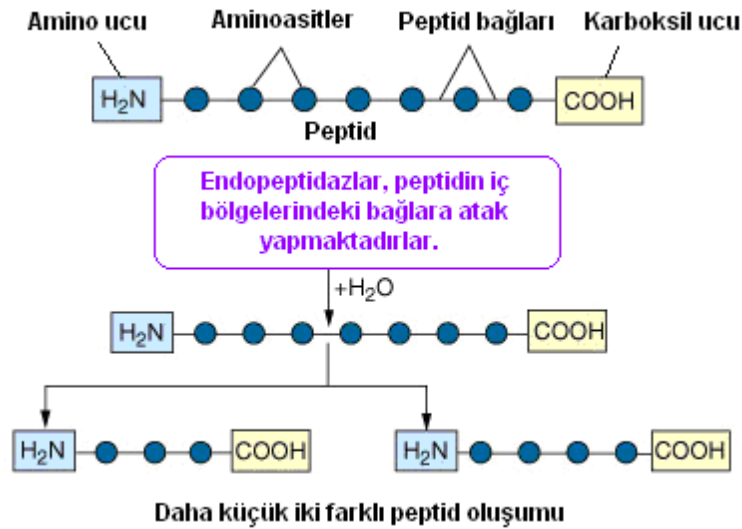 Amino ucu Aminoasitler Peptid bağları Karboksil ucu
H₂N COOH
Peptid
Endopeptidazlar, peptidin iç
bölgelerindeki bağlara atak
yapmaktadırlar.
+H₂O
H₂N COOH
H₂N COOH H₂N COOH
Daha küçük iki farklı peptid oluşumu